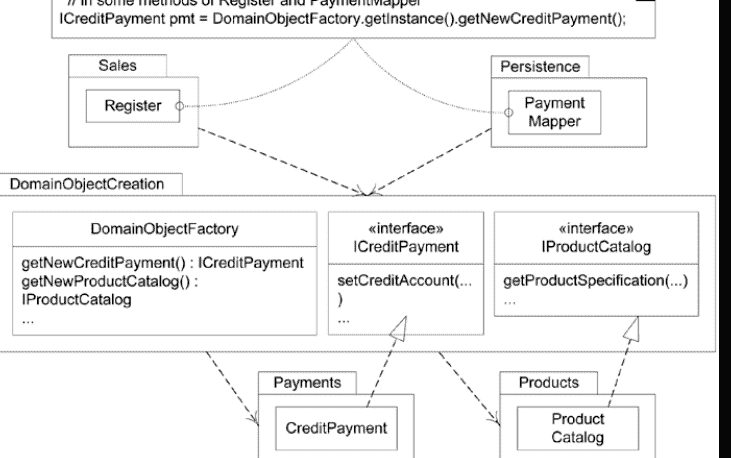 // in some methods of Register and PaymentMapper
ICreditPayment pmt = DomainObjectFactory.getInstance().getNewCreditPayment();
Sales
Persistence
Register
Payment
Mapper
DomainObjectCreation
DomainObjectFactory
getNewCreditPayment() : ICreditPayment
getNewProductCatalog() :
IProductCatalog
...
«interface»
ICreditPayment
setCreditAccount(...
)
...
«interface»
IProductCatalog
getProductSpecification(...)
...
Payments
CreditPayment
Products
Product
Catalog